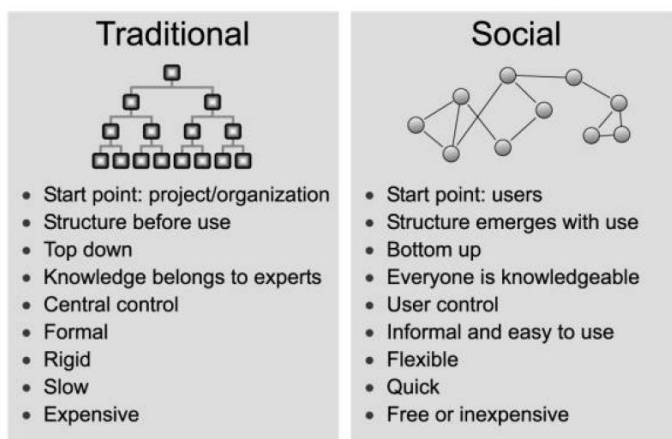 Traditional
• Start point: project/organization
• Structure before use
• Top down
• Knowledge belongs to experts
• Central control
• Formal
• Rigid
• Slow
• Expensive
Social
• Start point: users
• Structure emerges with use
• Bottom up
• Everyone is knowledgeable
• User control
• Informal and easy to use
• Flexible
• Quick
• Free or inexpensive